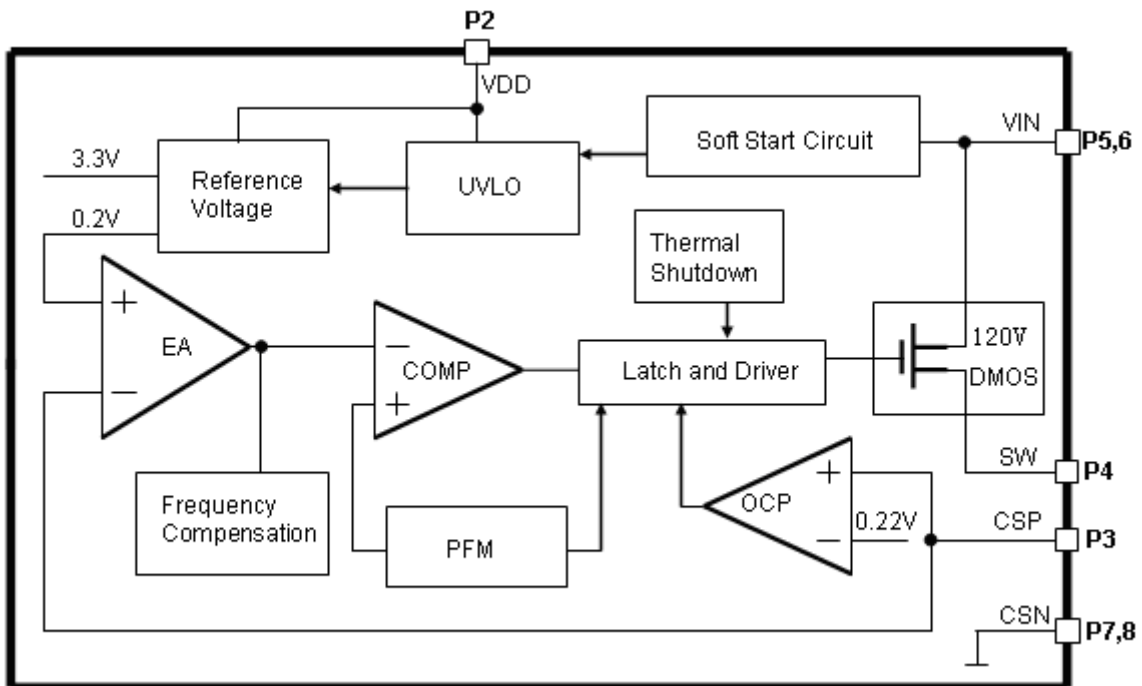 P2
VDD
Soft Start Circuit
VIN
P5,6
3.3V
Reference
Voltage
UVLO
0.2V
Thermal
Shutdown
+
EA
−
−
COMP
+
Latch and Driver
120V
DMOS
SW
P4
Frequency
Compensation
PFM
OCP
+
0.22V
−
CSP
P3
CSN
P7,8